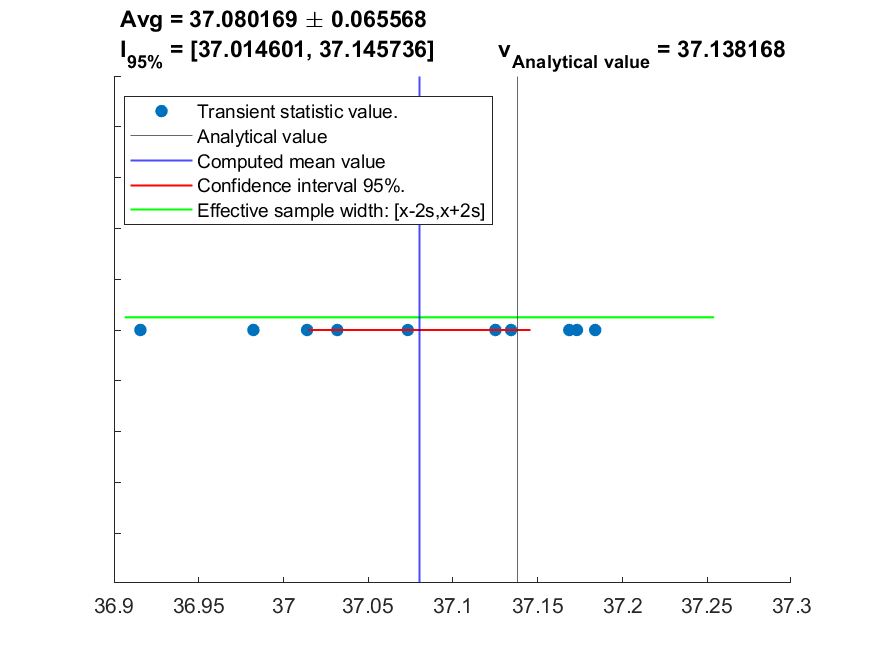 Avg = 37.080169 ± 0.065568
I95% = [37.014601, 37.145736]
vAnalytical value = 37.138168
Transient statistic value.
Analytical value
Computed mean value
Confidence interval 95%.
Effective sample width: [x-2s,x+2s]
36.9 36.95 37 37.05 37.1 37.15 37.2 37.25 37.3